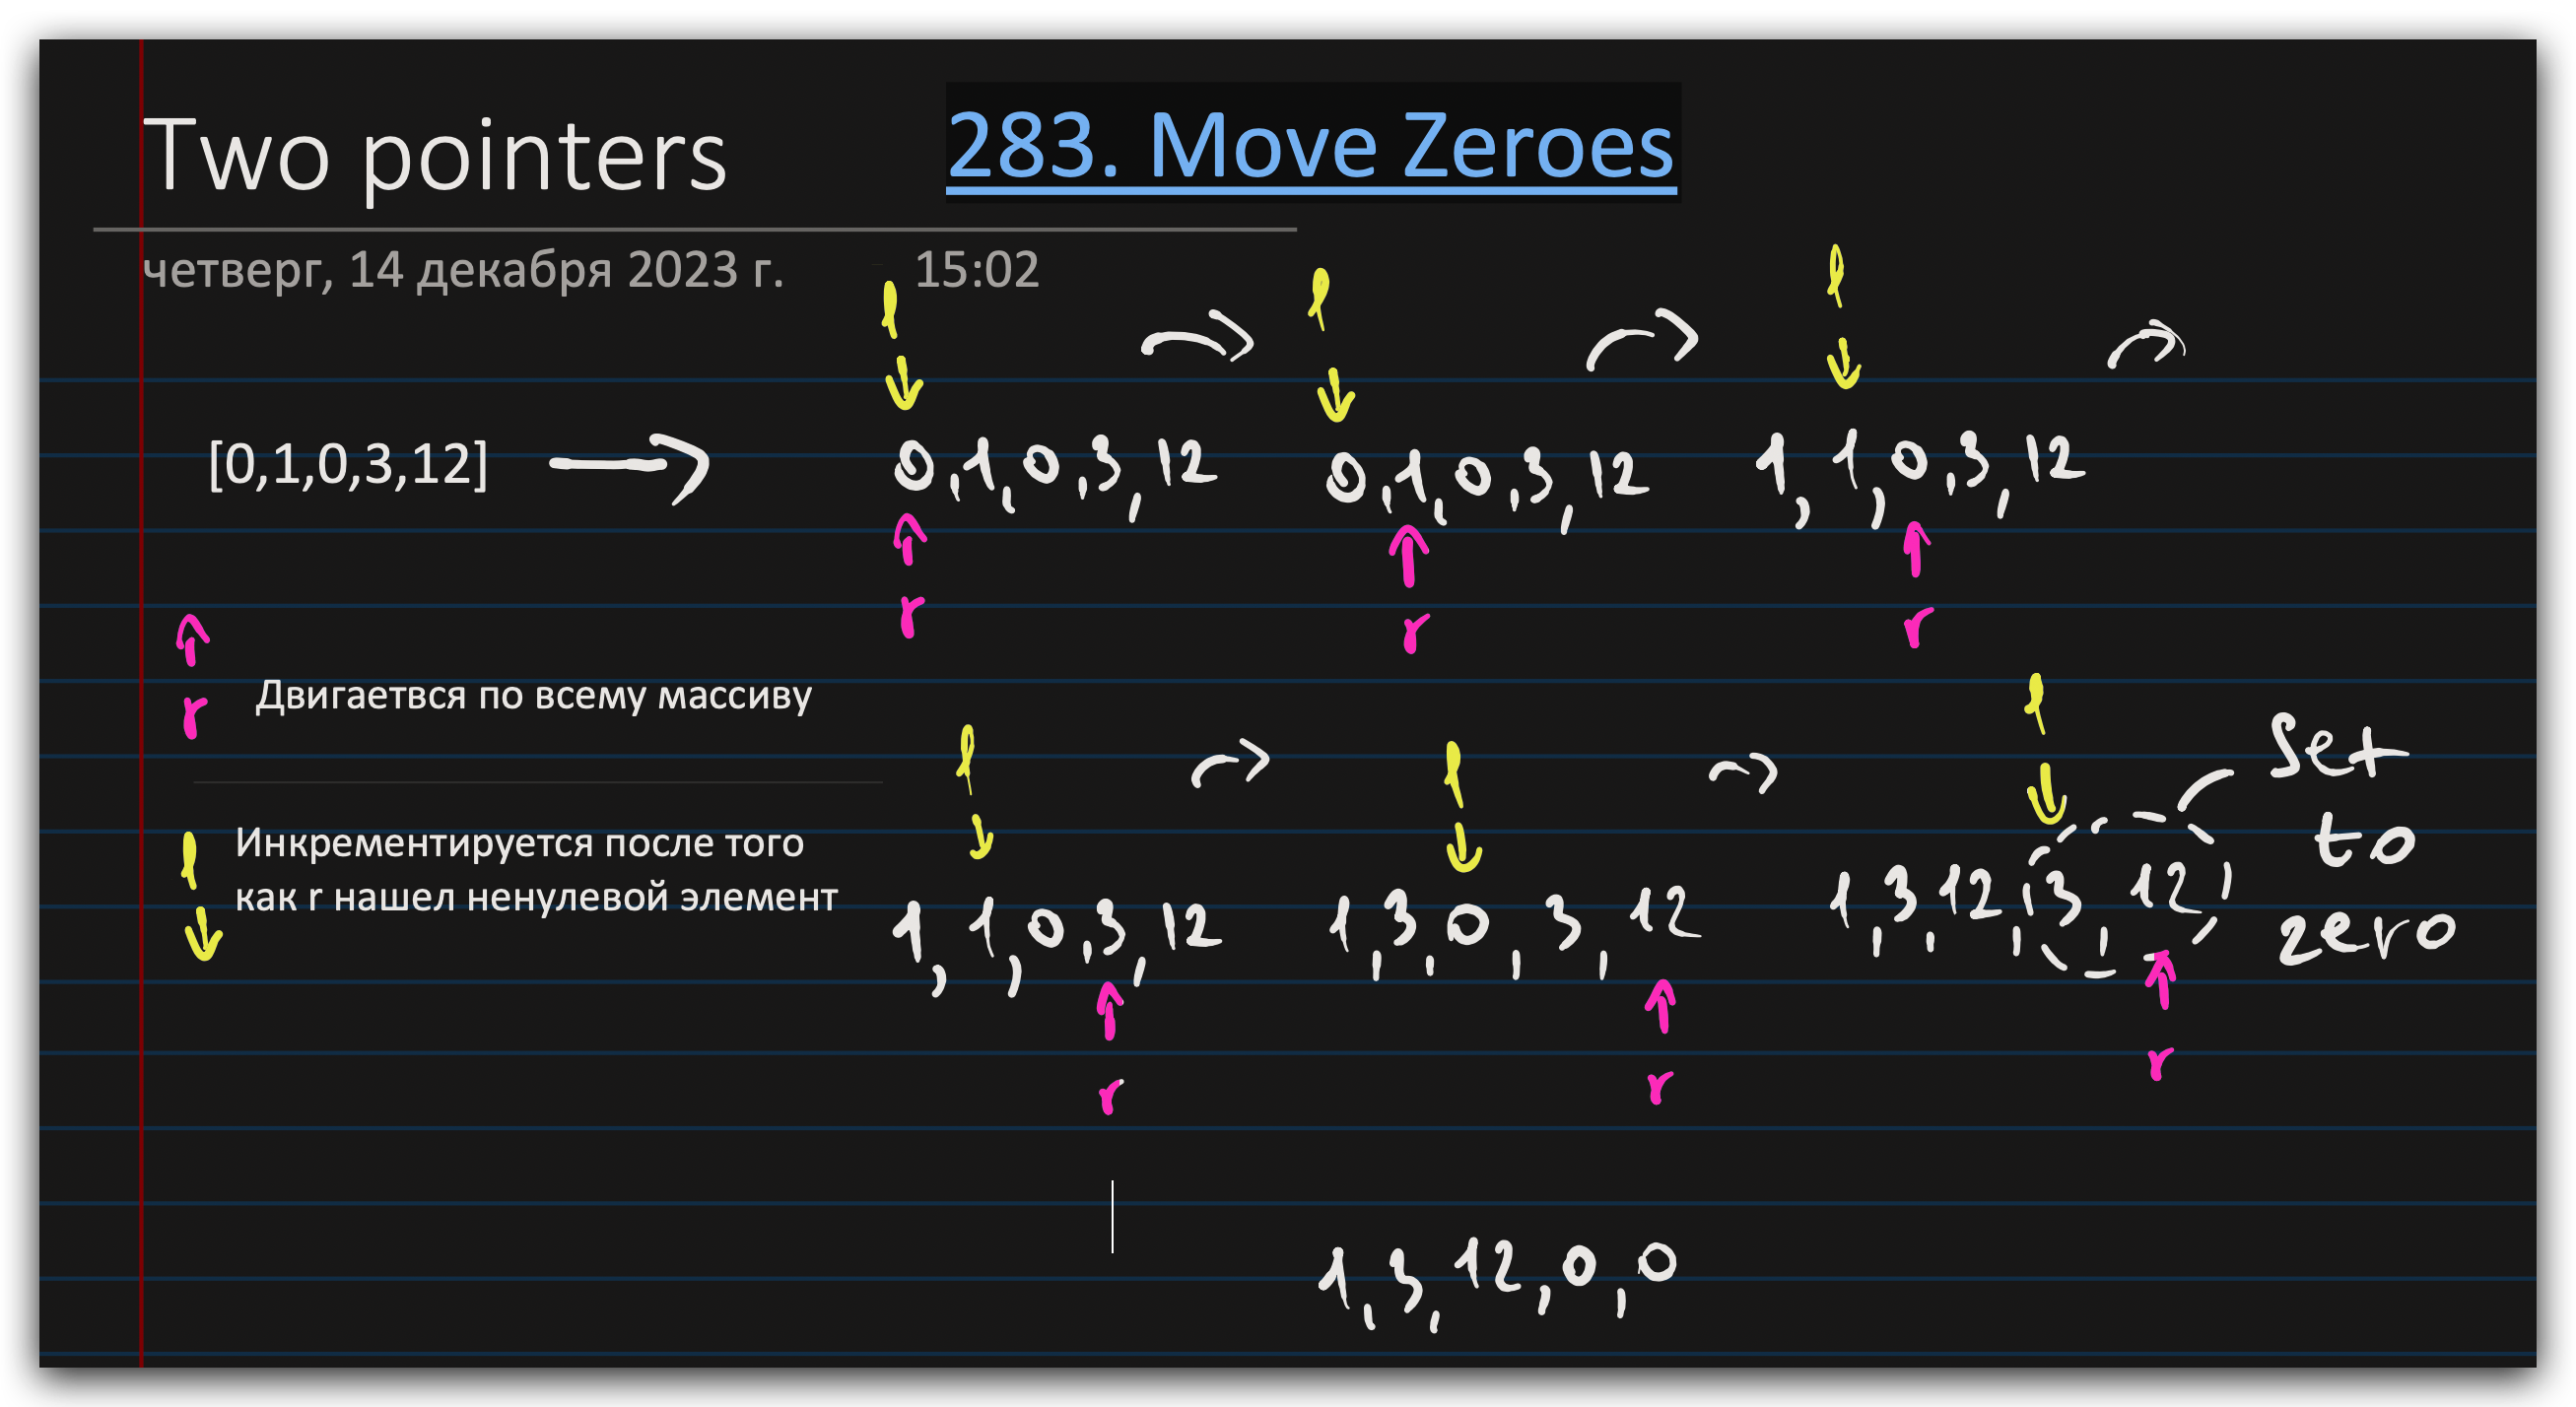 Two pointers
283. Move Zeroes
четверг, 14 декабря 2023 г. 15:02
l
l
l
[0,1,0,3,12]
0,1,0,3,12
0,1,0,3,12
1,1,0,3,12
r
r
r
r Двигаетвся по всему массиву
l Инкрементируется после того
как r нашел ненулевой элемент
l
l
l
Set
to
zero
1,1,0,3,12
1,3,0,3,12
1,3,12,3,12,
r
r
r
1,3,12,0,0